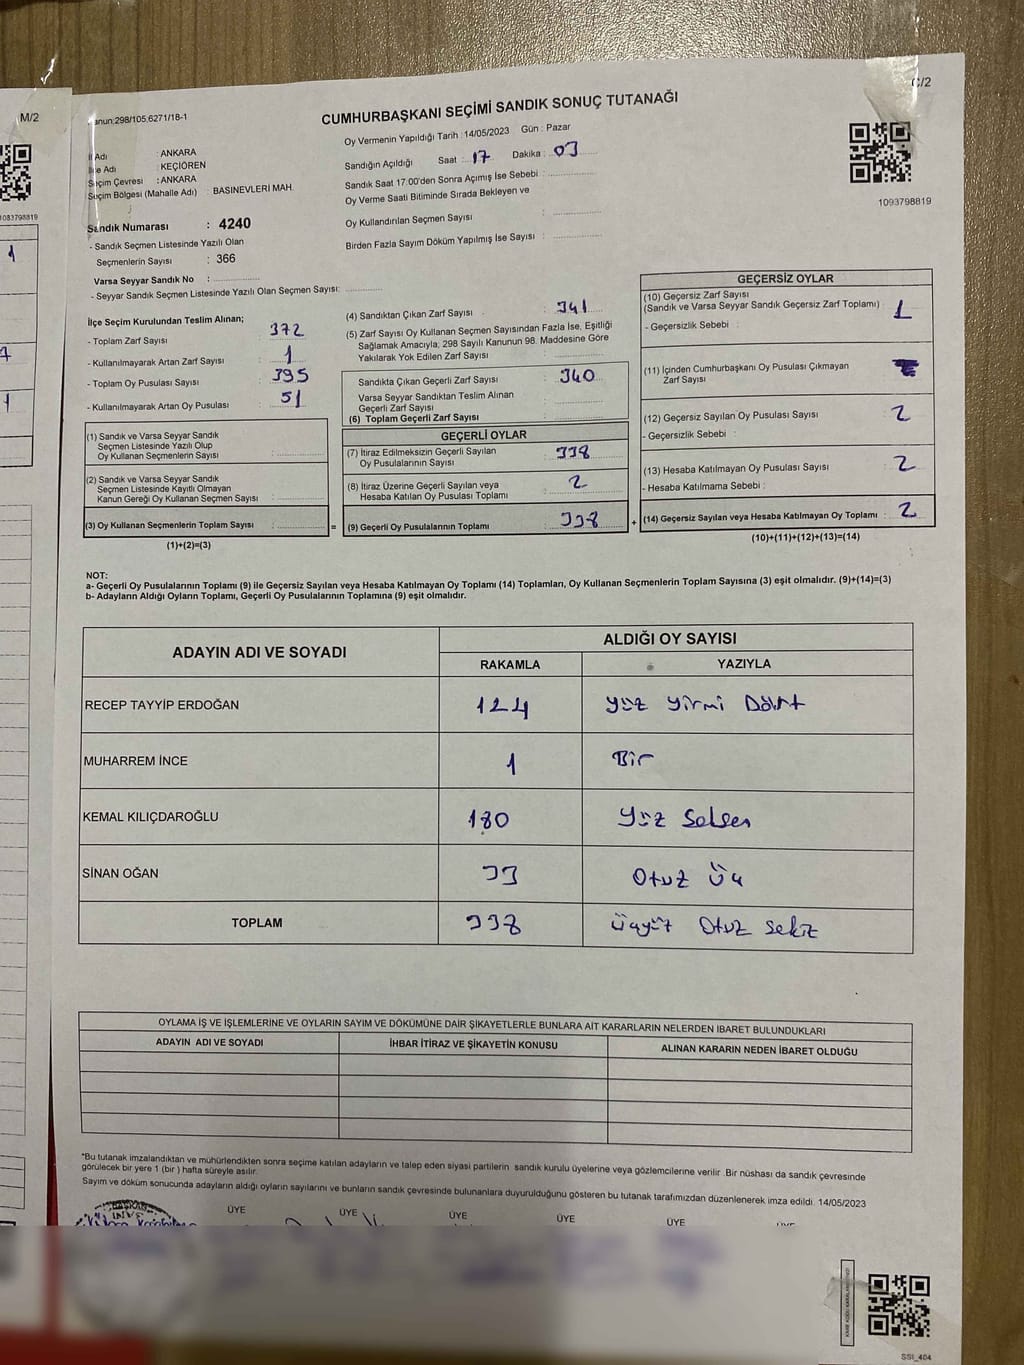 M/2
C/2
Kanun:298/105,6271/18-1
CUMHURBAŞKANI SEÇİMİ SANDIK SONUÇ TUTANAĞI
Oy Vermenin Yapıldığı Tarih : 14/05/2023 Gün : Pazar
İl Adı : ANKARA
İlçe Adı : KEÇİÖREN
Seçim Çevresi : ANKARA
Seçim Bölgesi (Mahalle Adı) : BASINEVLERİ MAH.
Sandığın Açıldığı Saat : 17 Dakika : 03
Sandık Saat 17:00'den Sonra Açımış İse Sebebi :
Oy Verme Saati Bitiminde Sırada Bekleyen ve
Oy Kullandırılan Seçmen Sayısı :
Birden Fazla Sayım Döküm Yapılmış İse Sayısı :
1093798819
1083798819
Sandık Numarası : 4240
- Sandık Seçmen Listesinde Yazılı Olan
Seçmenlerin Sayısı : 366
Varsa Seyyar Sandık No :
- Seyyar Sandık Seçmen Listesinde Yazılı Olan Seçmen Sayısı:
İlçe Seçim Kurulundan Teslim Alınan;
- Toplam Zarf Sayısı : 372
- Kullanılmayarak Artan Zarf Sayısı : 1
- Toplam Oy Pusulası Sayısı : 395
- Kullanılmayarak Artan Oy Pusulası : 51
(1) Sandık ve Varsa Seyyar Sandık
Seçmen Listesinde Yazılı Olup
Oy Kullanan Seçmenlerin Sayısı :
(2) Sandık ve Varsa Seyyar Sandık
Seçmen Listesinde Kayıtlı Olmayan
Kanun Gereği Oy Kullanan Seçmen Sayısı :
(3) Oy Kullanan Seçmenlerin Toplam Sayısı : =
(1)+(2)=(3)
(4) Sandıktan Çıkan Zarf Sayısı : 341
(5) Zarf Sayısı Oy Kullanan Seçmen Sayısından Fazla İse, Eşitliği
Sağlamak Amacıyla, 298 Sayılı Kanunun 98. Maddesine Göre
Yakılarak Yok Edilen Zarf Sayısı :
Sandıkta Çıkan Geçerli Zarf Sayısı : 340
Varsa Seyyar Sandıktan Teslim Alınan
Geçerli Zarf Sayısı :
(6) Toplam Geçerli Zarf Sayısı :
GEÇERLİ OYLAR
(7) İtiraz Edilmeksizin Geçerli Sayılan
Oy Pusulalarının Sayısı : 338
(8) İtiraz Üzerine Geçerli Sayılan veya
Hesaba Katılan Oy Pusulası Toplamı : 2
(9) Geçerli Oy Pusulalarının Toplamı : 338 +
GEÇERSİZ OYLAR
(10) Geçersiz Zarf Sayısı
(Sandık ve Varsa Seyyar Sandık Geçersiz Zarf Toplamı) : 1
- Geçersizlik Sebebi :
(11) İçinden Cumhurbaşkanı Oy Pusulası Çıkmayan
Zarf Sayısı :
(12) Geçersiz Sayılan Oy Pusulası Sayısı : 2
- Geçersizlik Sebebi :
(13) Hesaba Katılmayan Oy Pusulası Sayısı : 2
- Hesaba Katılmama Sebebi :
(14) Geçersiz Sayılan veya Hesaba Katılmayan Oy Toplamı : 2
(10)+(11)+(12)+(13)=(14)
NOT:
a- Geçerli Oy Pusulalarının Toplamı (9) ile Geçersiz Sayılan veya Hesaba Katılmayan Oy Toplamı (14) Toplamları, Oy Kullanan Seçmenlerin Toplam Sayısına (3) eşit olmalıdır. (9)+(14)=(3)
b- Adayların Aldığı Oyların Toplamı, Geçerli Oy Pusulalarının Toplamına (9) eşit olmalıdır.
ADAYIN ADI VE SOYADI
ALDIĞI OY SAYISI
RAKAMLA YAZIYLA
RECEP TAYYİP ERDOĞAN 124 Yüz Yirmi Dört
MUHARREM İNCE 1 Bir
KEMAL KILIÇDAROĞLU 180 Yüz Seksen
SİNAN OĞAN 33 Otuz Üç
TOPLAM 338 Üçyüz Otuz Sekiz
OYLAMA İŞ VE İŞLEMLERİNE VE OYLARIN SAYIM VE DÖKÜMÜNE DAİR ŞİKAYETLERLE BUNLARA AİT KARARLARIN NELERDEN İBARET BULUNDUKLARI
ADAYIN ADI VE SOYADI İHBAR İTİRAZ VE ŞİKAYETİN KONUSU ALINAN KARARIN NEDEN İBARET OLDUĞU
*Bu tutanak imzalandıktan ve mühürlendikten sonra seçime katılan adayların ve talep eden siyasi partilerin sandık kurulu üyelerine veya gözlemcilerine verilir .Bir nüshası da sandık çevresinde
görülecek bir yere 1 (bir ) hafta süreyle asılır.
Sayım ve döküm sonucunda adayların aldığı oyların sayılarını ve bunların sandık çevresinde bulunanlara duyurulduğunu gösteren bu tutanak tarafımızdan düzenlenerek imza edildi. 14/05/2023
BAŞKAN ÜYE ÜYE ÜYE ÜYE ÜYE ÜYE
SSI_404